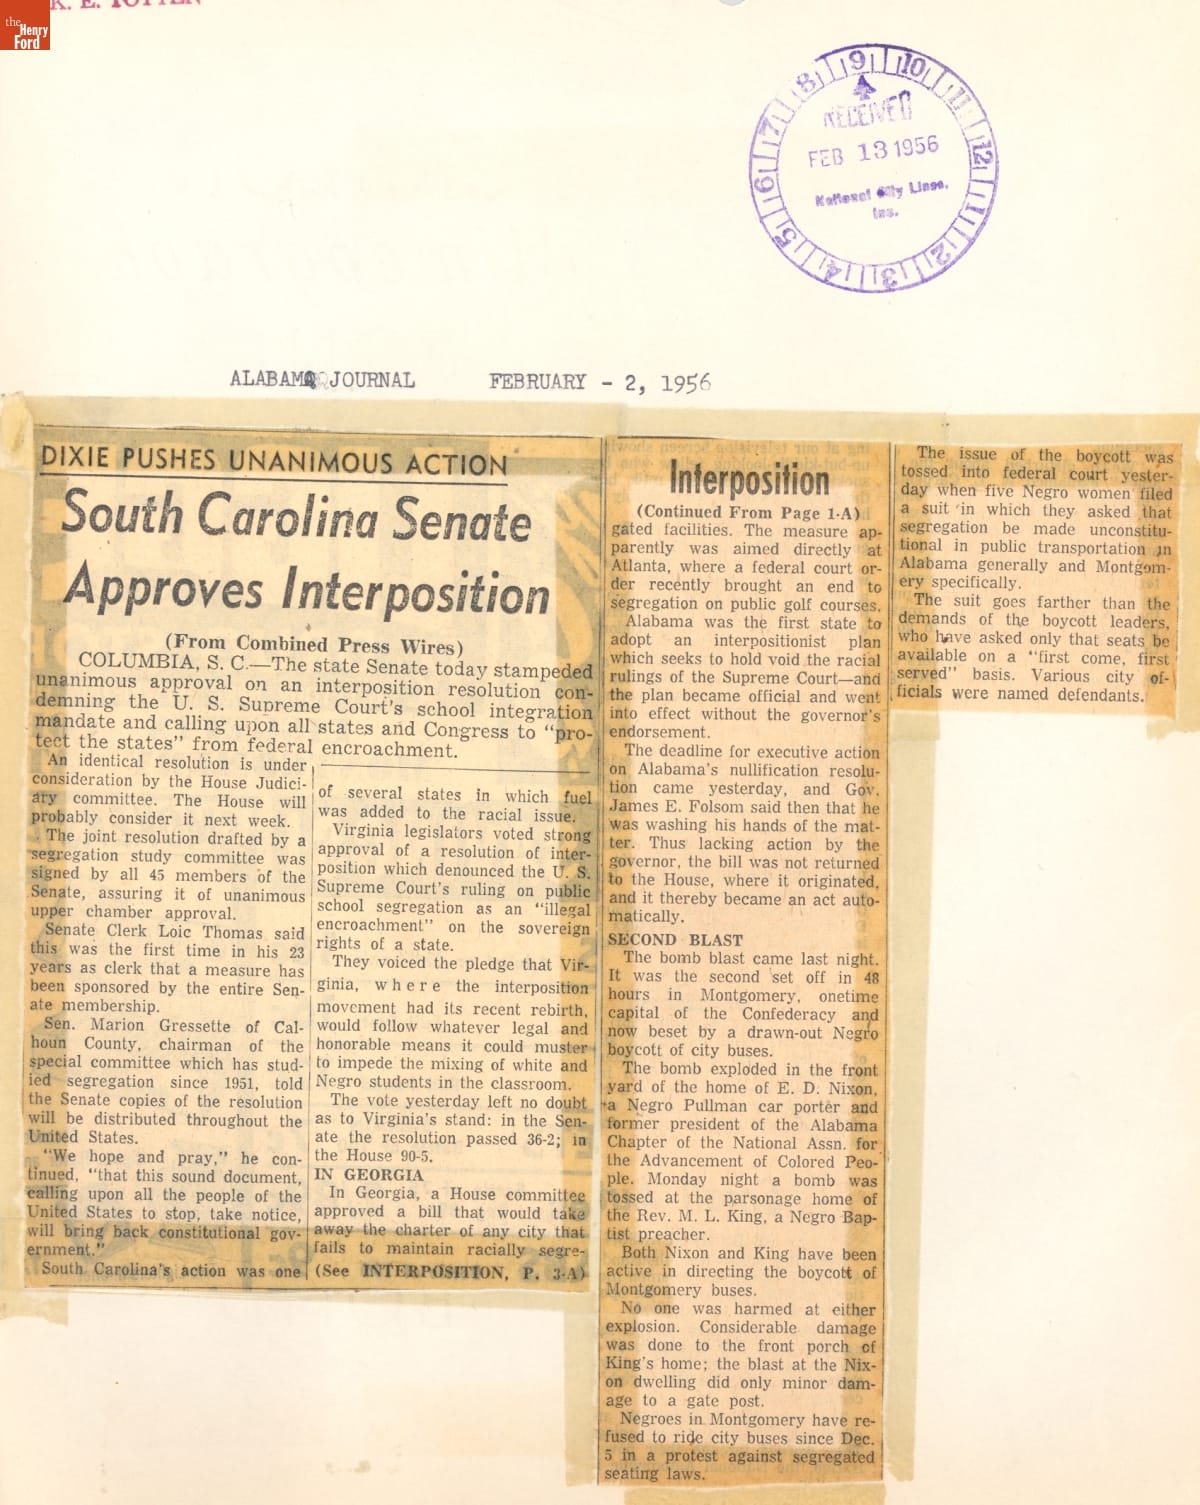 the
Henry
Ford
K. E. TOTTEN
8 9 10 11 12 1 2 3 4 5 6 7
RECEIVED
FEB 13 1956
National City Lines,
Inc.
ALABAMA JOURNAL FEBRUARY - 2, 1956
DIXIE PUSHES UNANIMOUS ACTION
South Carolina Senate
Approves Interposition
(From Combined Press Wires)
COLUMBIA, S. C.—The state Senate today stampeded
unanimous approval on an interposition resolution con-
demning the U. S. Supreme Court's school integration
mandate and calling upon all states and Congress to "pro-
tect the states" from federal encroachment.
An identical resolution is under
consideration by the House Judici-
ary committee. The House will
probably consider it next week.
The joint resolution drafted by a
segregation study committee was
signed by all 45 members of the
Senate, assuring it of unanimous
upper chamber approval.
Senate Clerk Loic Thomas said
this was the first time in his 23
years as clerk that a measure has
been sponsored by the entire Sen-
ate membership.
Sen. Marion Gressette of Cal-
houn County, chairman of the
special committee which has stud-
ied segregation since 1951, told
the Senate copies of the resolution
will be distributed throughout the
United States.
"We hope and pray," he con-
tinued, "that this sound document,
calling upon all the people of the
United States to stop, take notice,
will bring back constitutional gov-
ernment."
South Carolina's action was one
of several states in which fuel
was added to the racial issue.
Virginia legislators voted strong
approval of a resolution of inter-
position which denounced the U. S.
Supreme Court's ruling on public
school segregation as an "illegal
encroachment" on the sovereign
rights of a state.
They voiced the pledge that Vir-
ginia, where the interposition
movement had its recent rebirth,
would follow whatever legal and
honorable means it could muster
to impede the mixing of white and
Negro students in the classroom.
The vote yesterday left no doubt
as to Virginia's stand: in the Sen-
ate the resolution passed 36-2; in
the House 90-5.
IN GEORGIA
In Georgia, a House committee
approved a bill that would take
away the charter of any city that
fails to maintain racially segre-
(See INTERPOSITION, P. 3-A)
Interposition
(Continued From Page 1-A)
gated facilities. The measure ap-
parently was aimed directly at
Atlanta, where a federal court or-
der recently brought an end to
segregation on public golf courses.
Alabama was the first state to
adopt an interpositionist plan
which seeks to hold void the racial
rulings of the Supreme Court—and
the plan became official and went
into effect without the governor's
endorsement.
The deadline for executive action
on Alabama's nullification resolu-
tion came yesterday, and Gov.
James E. Folsom said then that he
was washing his hands of the mat-
ter. Thus lacking action by the
governor, the bill was not returned
to the House, where it originated,
and it thereby became an act auto-
matically.
SECOND BLAST
The bomb blast came last night.
It was the second set off in 48
hours in Montgomery, onetime
capital of the Confederacy and
now beset by a drawn-out Negro
boycott of city buses.
The bomb exploded in the front
yard of the home of E. D. Nixon,
a Negro Pullman car porter and
former president of the Alabama
Chapter of the National Assn. for
the Advancement of Colored Peo-
ple. Monday night a bomb was
tossed at the parsonage home of
the Rev. M. L. King, a Negro Bap-
tist preacher.
Both Nixon and King have been
active in directing the boycott of
Montgomery buses.
No one was harmed at either
explosion. Considerable damage
was done to the front porch of
King's home; the blast at the Nix-
on dwelling did only minor dam-
age to a gate post.
Negroes in Montgomery have re-
fused to ride city buses since Dec.
5 in a protest against segregated
seating laws.
The issue of the boycott was
tossed into federal court yester-
day when five Negro women filed
a suit in which they asked that
segregation be made unconstitu-
tional in public transportation in
Alabama generally and Montgom-
ery specifically.
The suit goes farther than the
demands of the boycott leaders,
who have asked only that seats be
available on a "first come, first
served" basis. Various city of-
ficials were named defendants.